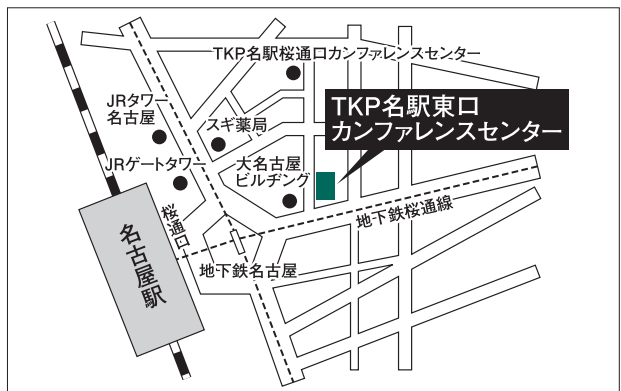 TKP名駅桜通口カンファレンスセンター
JRタワー
名古屋
スギ薬局
TKP名駅東口
カンファレンスセンター
JRゲートタワー
大名古屋
ビルヂング
桜通口
地下鉄桜通線
名古屋駅
地下鉄名古屋